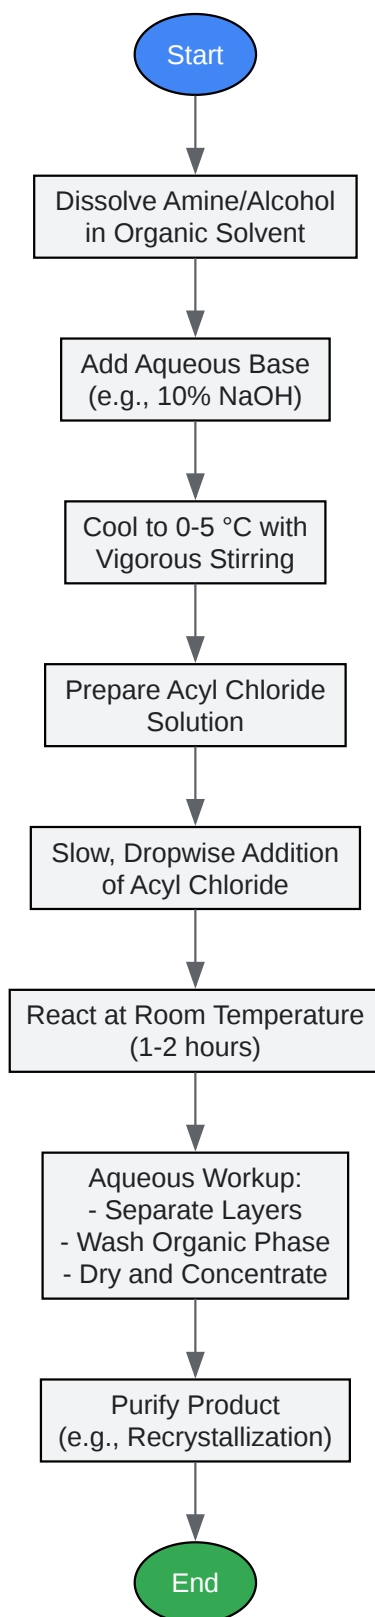 Start
Dissolve Amine/Alcohol
in Organic Solvent
Add Aqueous Base
(e.g., 10% NaOH)
Cool to 0-5 °C with
Vigorous Stirring
Prepare Acyl Chloride
Solution
Slow, Dropwise Addition
of Acyl Chloride
React at Room Temperature
(1-2 hours)
Aqueous Workup:
- Separate Layers
- Wash Organic Phase
- Dry and Concentrate
Purify Product
(e.g., Recrystallization)
End